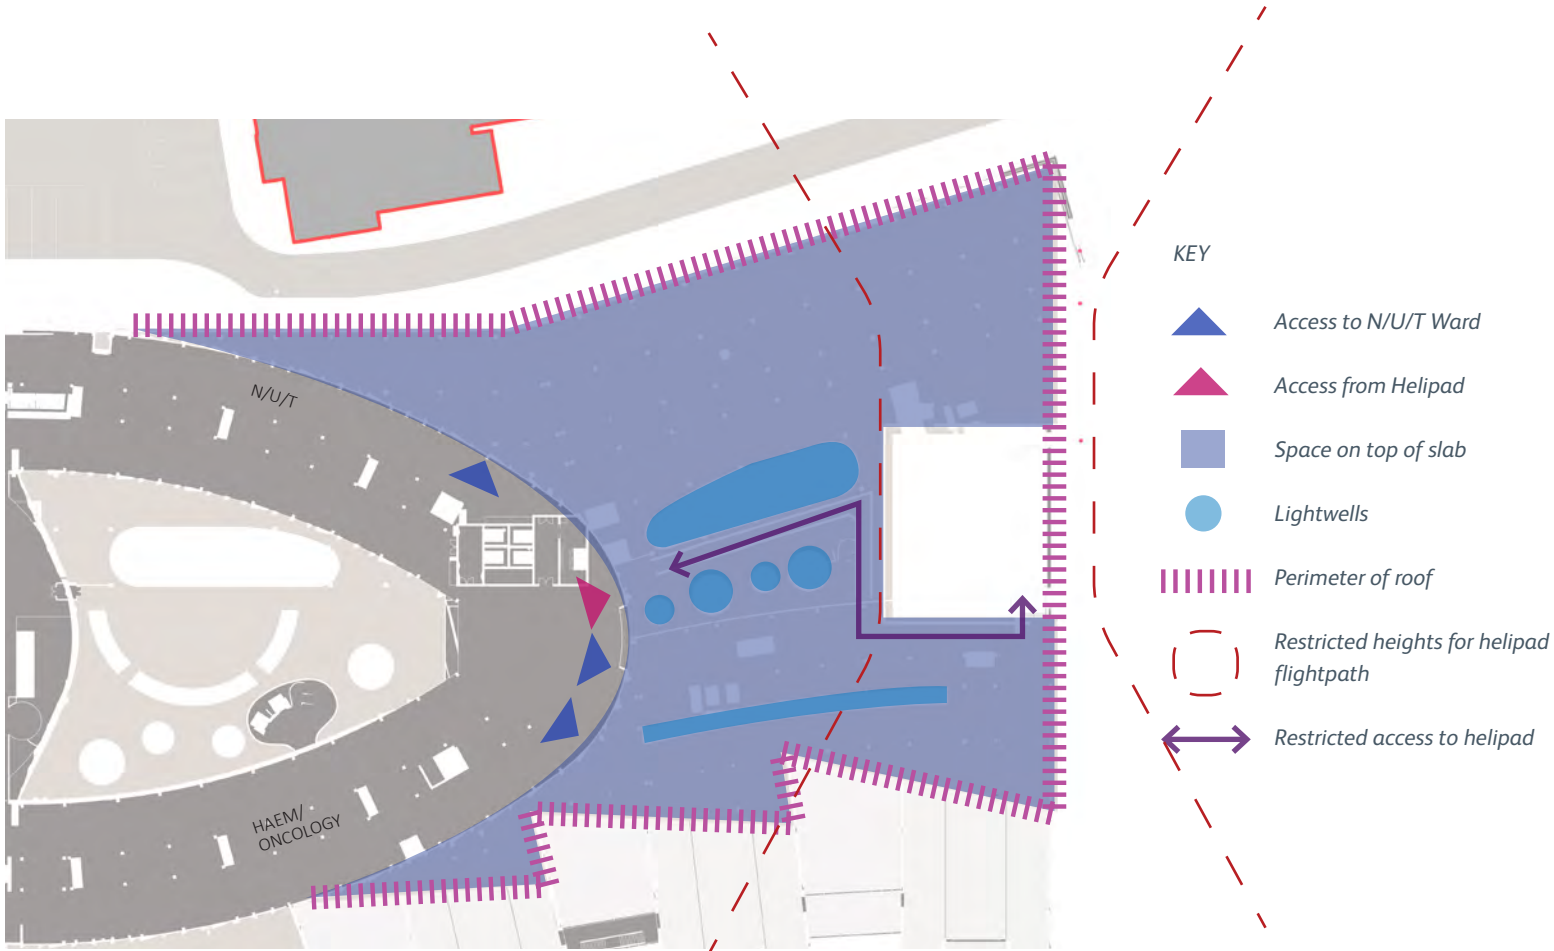 KEY
Access to N/U/T Ward
Access from Helipad
Space on top of slab
Lightwells
Perimeter of roof
Restricted heights for helipad
flightpath
Restricted access to helipad
N/U/T
HAEM/
ONCOLOGY